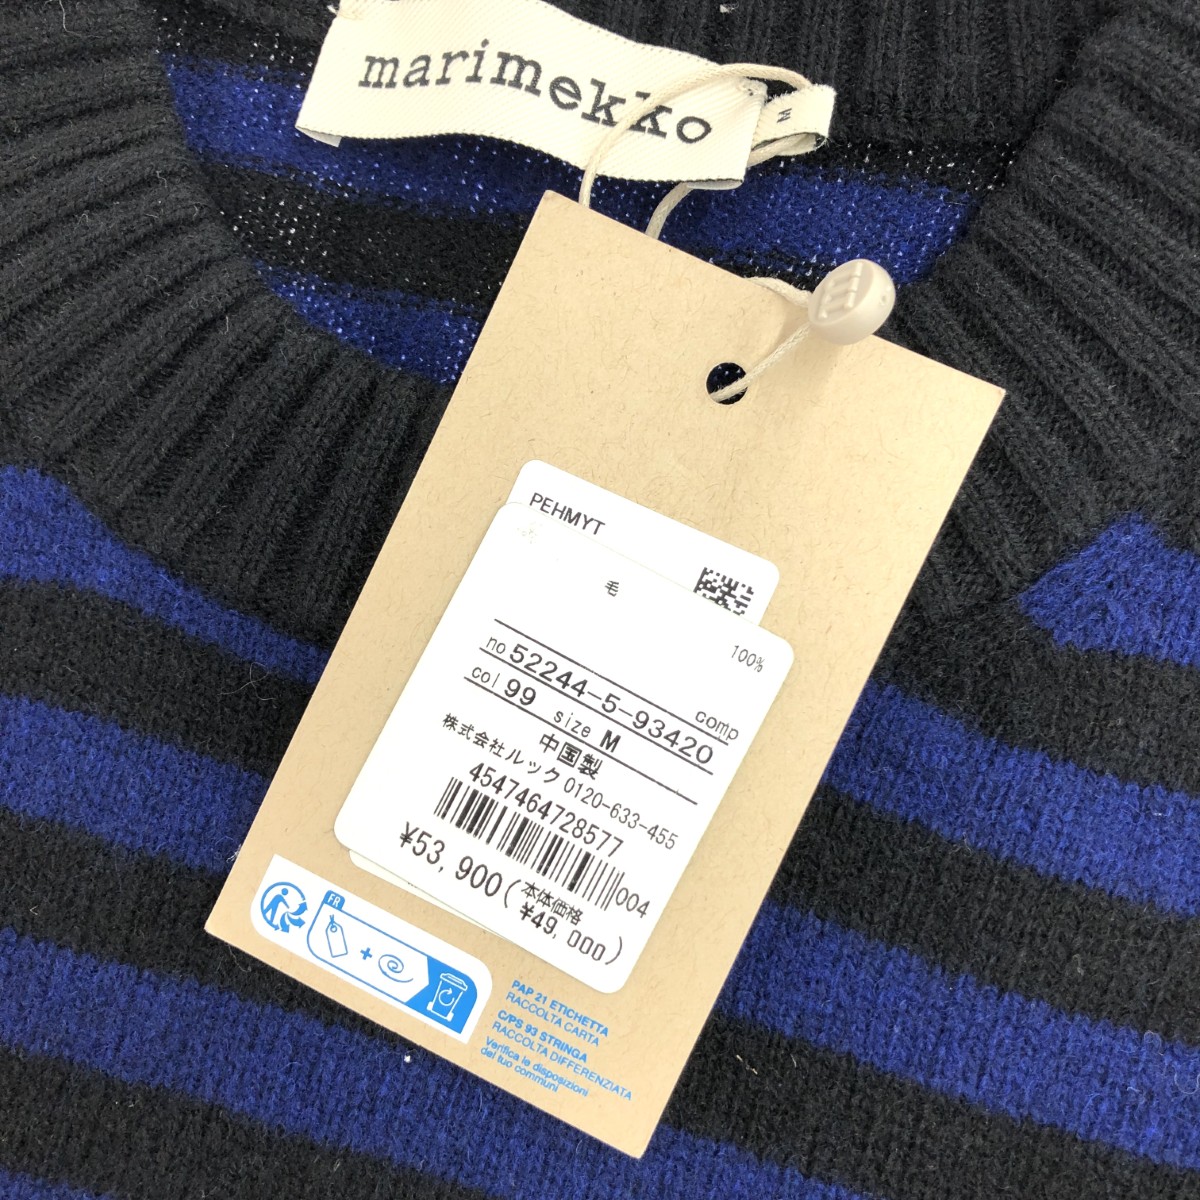 marimekko
M
PEHMYT
毛
100%
comp
no 52244-5-93420
col 99 size M
中国製
株式会社ルック 0120-633-455
4547464728577
004
¥53,900(本体価格
¥49,000)
FR
PAP 21 ETICHETTA
RACCOLTA CARTA
C/PS 93 STRINGA
RACCOLTA DIFFERENZIATA
Verifica le disposizioni
del tuo comune